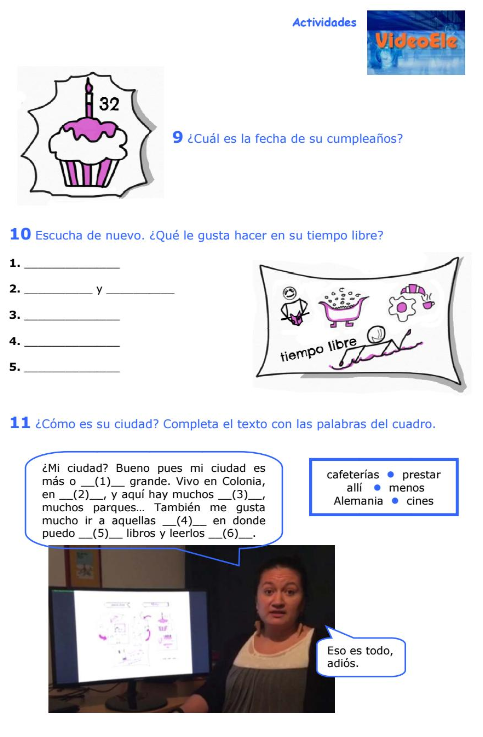 Actividades
VideoEle
32
9 ¿Cuál es la fecha de su cumpleaños?
10 Escucha de nuevo. ¿Qué le gusta hacer en su tiempo libre?
1. ______________
2. __________ y __________
3. ______________
4. ______________
5. ______________
tiempo libre
11 ¿Cómo es su ciudad? Completa el texto con las palabras del cuadro.
¿Mi ciudad? Bueno pues mi ciudad es
más o __(1)__ grande. Vivo en Colonia,
en __(2)__, y aquí hay muchos __(3)__,
muchos parques... También me gusta
mucho ir a aquellas __(4)__ en donde
puedo __(5)__ libros y leerlos __(6)__.
cafeterías ● prestar
allí ● menos
Alemania ● cines
Eso es todo,
adiós.